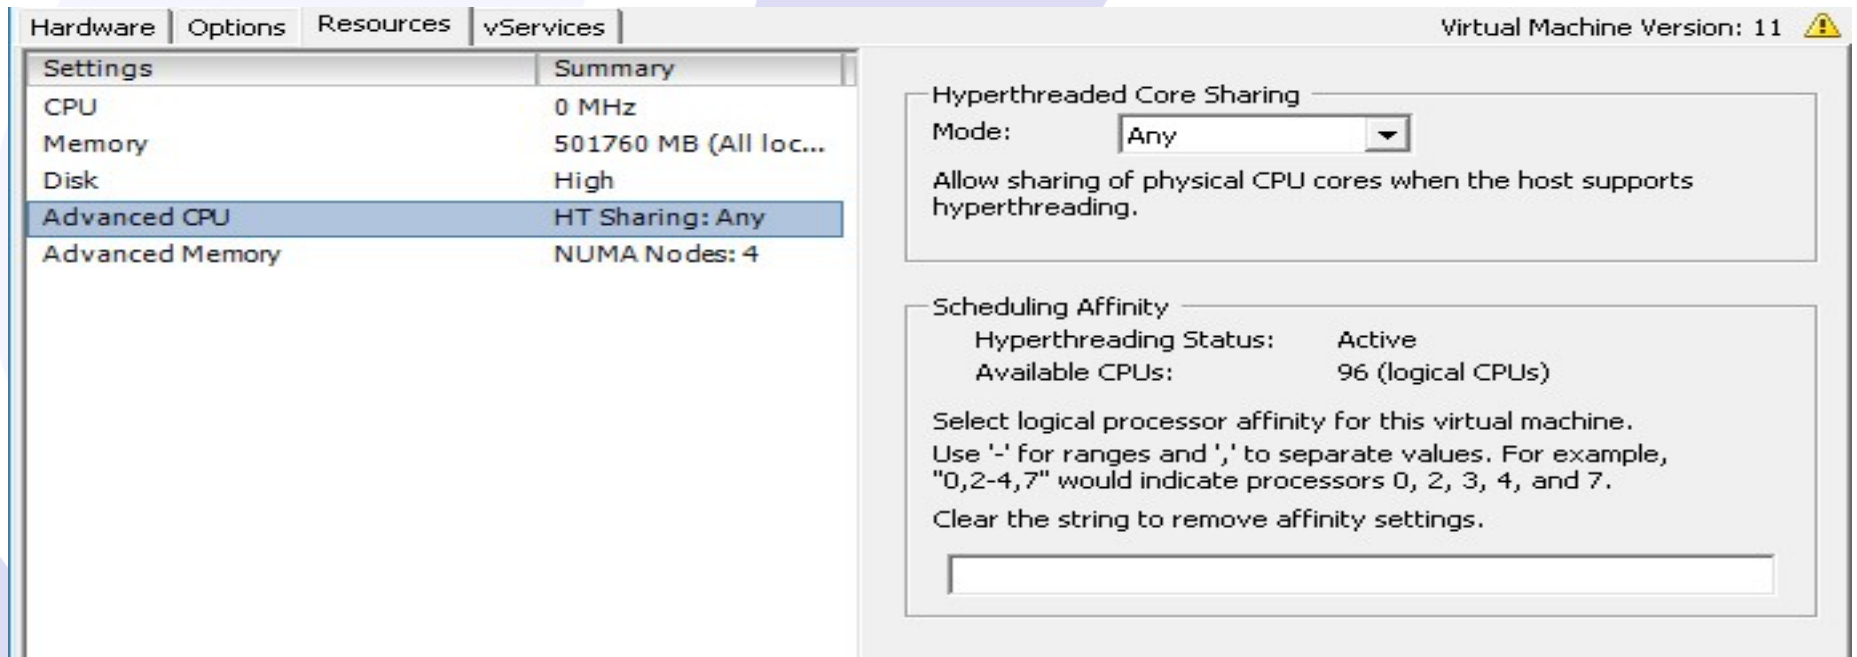 Hardware Options Resources vServices Virtual Machine Version: 11
Settings Summary
CPU 0 MHz
Memory 501760 MB (All loc...
Disk High
Advanced CPU HT Sharing: Any
Advanced Memory NUMA Nodes: 4
Hyperthreaded Core Sharing
Mode: Any
Allow sharing of physical CPU cores when the host supports
hyperthreading.
Scheduling Affinity
Hyperthreading Status: Active
Available CPUs: 96 (logical CPUs)
Select logical processor affinity for this virtual machine.
Use '-' for ranges and ',' to separate values. For example,
"0,2-4,7" would indicate processors 0, 2, 3, 4, and 7.
Clear the string to remove affinity settings.